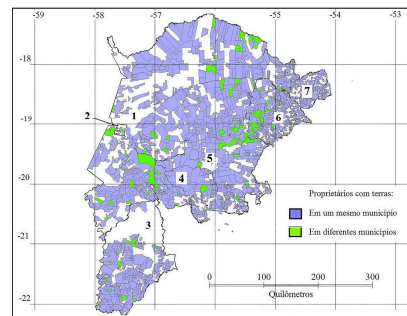 -59 -58 -57 -56 -55 -54 -53
-18
-19
-20
-21
-22
1
2
3
4
5
6
7
Proprietários com terras:
Em um mesmo município
Em diferentes municípios
0 100 200 300
Quilômetros